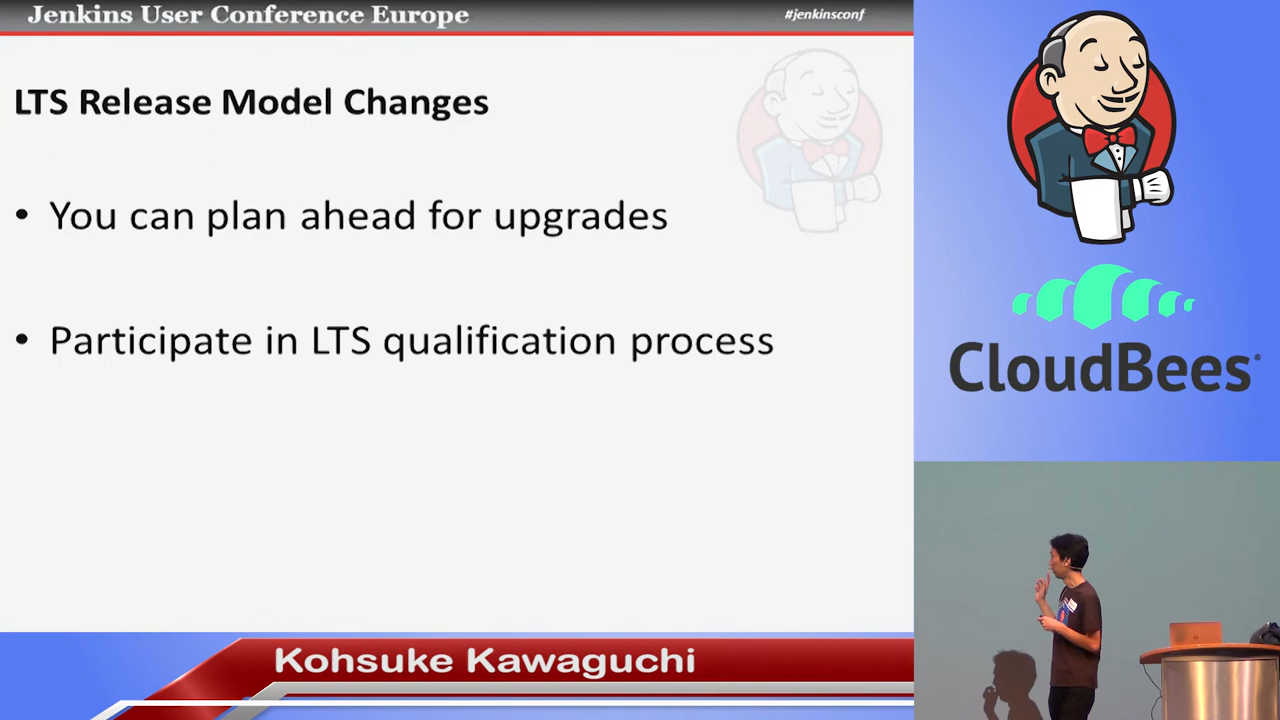 Jenkins User Conference Europe
#jenkinsconf
LTS Release Model Changes
• You can plan ahead for upgrades
• Participate in LTS qualification process
CloudBees®
Kohsuke Kawaguchi